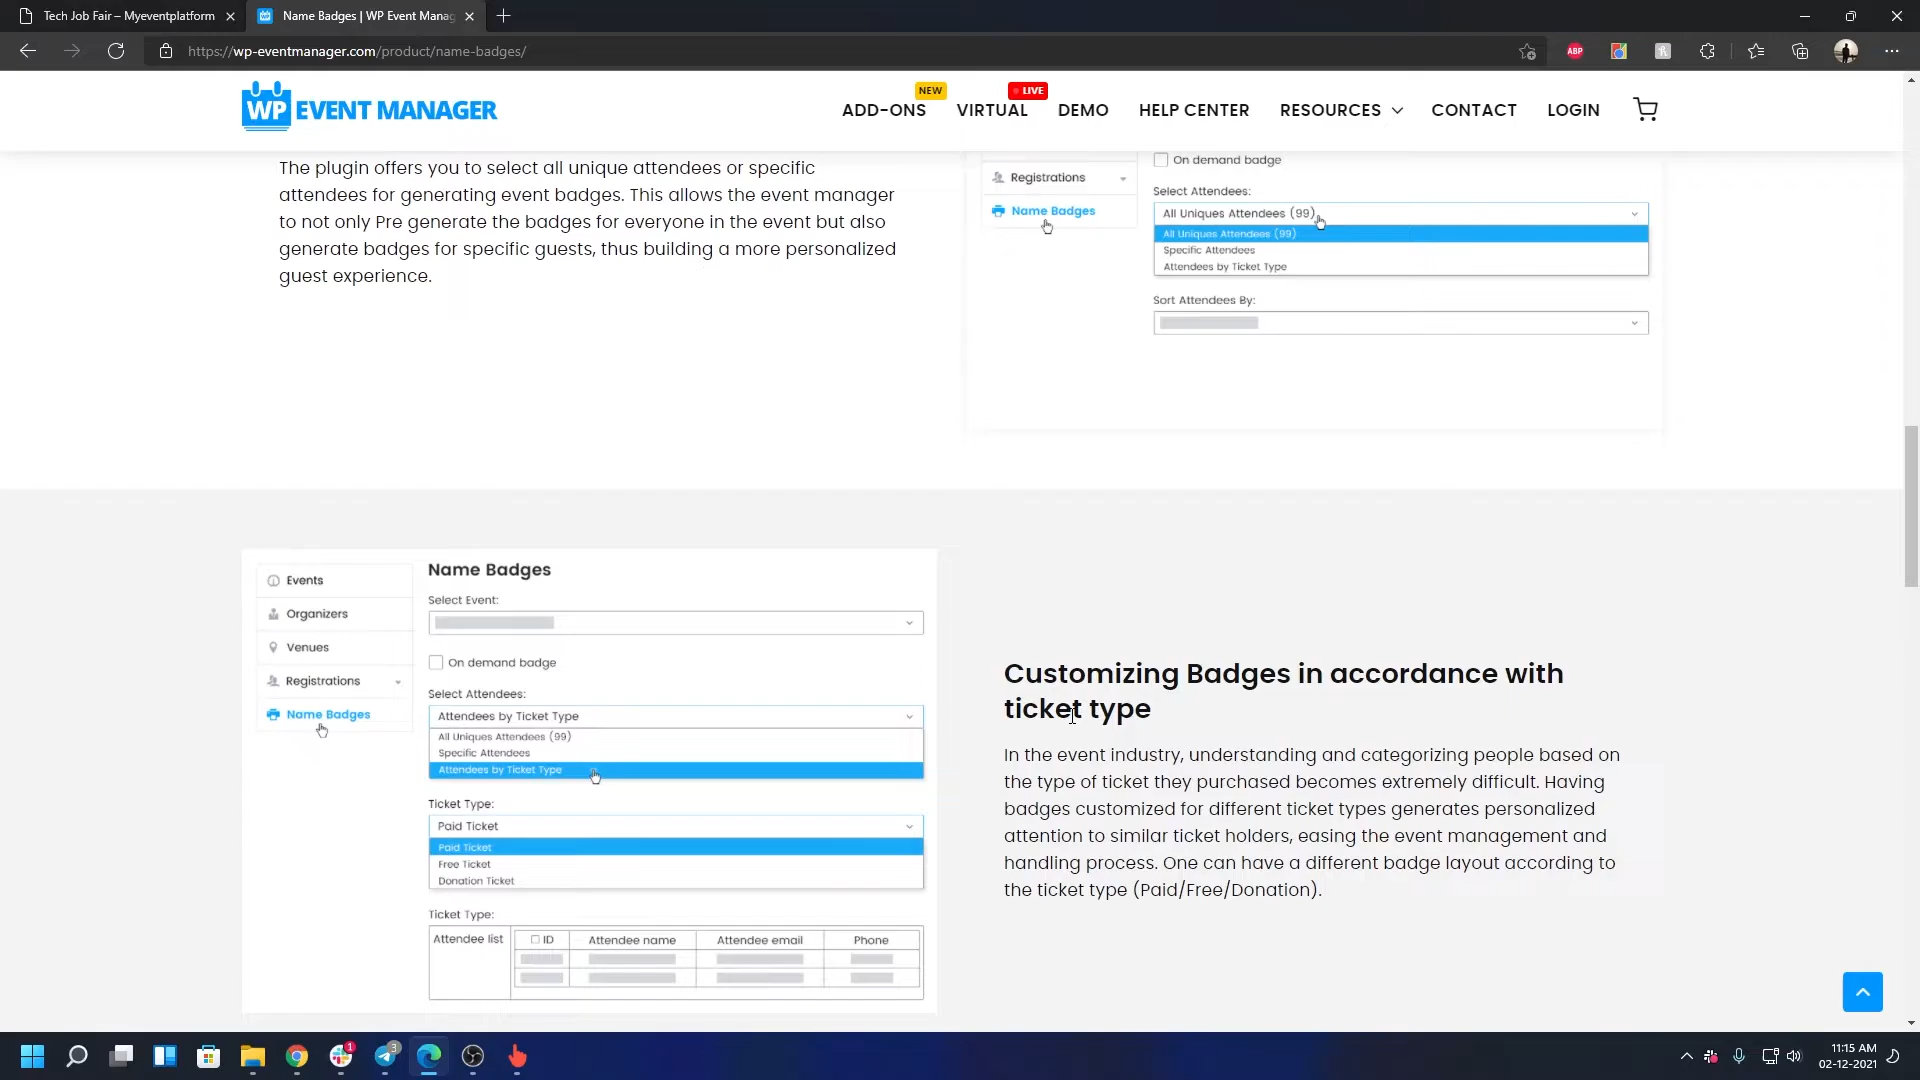 Tech Job Fair – Myeventplatform
Name Badges | WP Event Manag
https://wp-eventmanager.com/product/name-badges/
ABP
WP EVENT MANAGER
ADD-ONS
NEW
VIRTUAL
LIVE
DEMO
HELP CENTER
RESOURCES
CONTACT
LOGIN
The plugin offers you to select all unique attendees or specific
attendees for generating event badges. This allows the event manager
to not only Pre generate the badges for everyone in the event but also
generate badges for specific guests, thus building a more personalized
guest experience.
Registrations
Name Badges
On demand badge
Select Attendees:
All Uniques Attendees (99)
All Uniques Attendees (99)
Specific Attendees
Attendees by Ticket Type
Sort Attendees By:
Events
Organizers
Venues
Registrations
Name Badges
Name Badges
Select Event:
On demand badge
Select Attendees:
Attendees by Ticket Type
All Uniques Attendees (99)
Specific Attendees
Attendees by Ticket Type
Ticket Type:
Paid Ticket
Paid Ticket
Free Ticket
Donation Ticket
Ticket Type:
Attendee list
ID Attendee name Attendee email Phone
Customizing Badges in accordance with
ticket type
In the event industry, understanding and categorizing people based on
the type of ticket they purchased becomes extremely difficult. Having
badges customized for different ticket types generates personalized
attention to similar ticket holders, easing the event management and
handling process. One can have a different badge layout according to
the ticket type (Paid/Free/Donation).
1
3
11:15 AM
02-12-2021